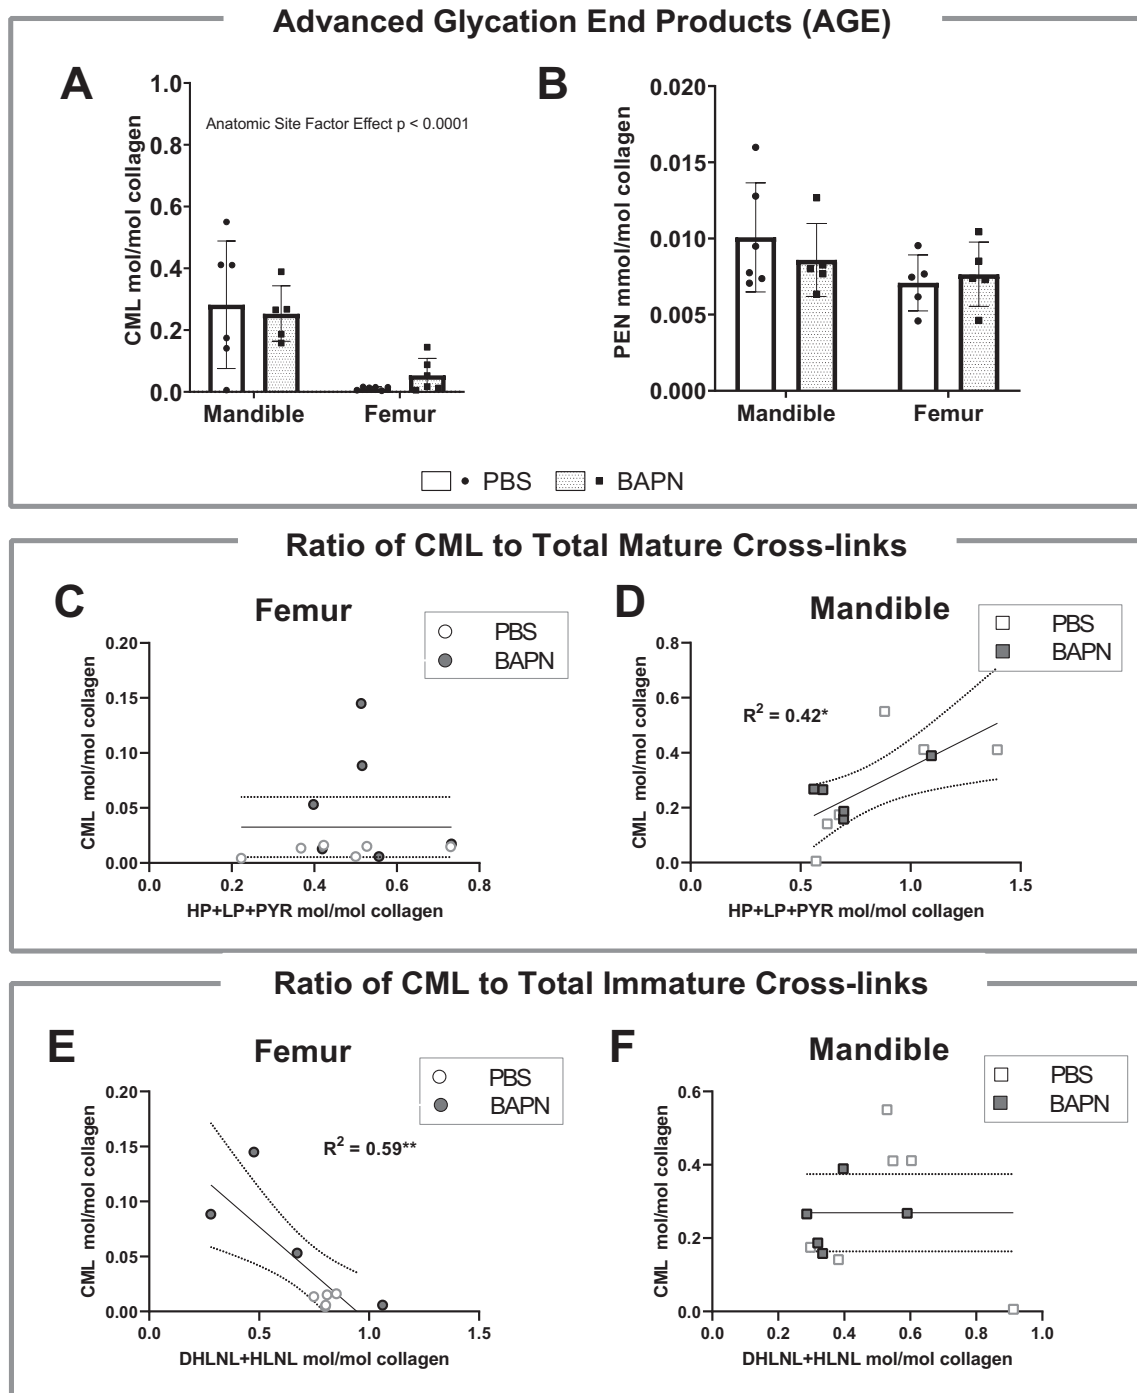 Advanced Glycation End Products (AGE)
A
B
CML mol/mol collagen
1.0
0.8
0.6
0.4
0.2
0.0
Anatomic Site Factor Effect p < 0.0001
Mandible Femur
PEN mmol/mol collagen
0.020
0.015
0.010
0.005
0.000
Mandible Femur
PBS BAPN
Ratio of CML to Total Mature Cross-links
C
Femur
PBS
BAPN
CML mol/mol collagen
0.20
0.15
0.10
0.05
0.00
0.0 0.2 0.4 0.6 0.8
HP+LP+PYR mol/mol collagen
D
Mandible
PBS
BAPN
R² = 0.42*
CML mol/mol collagen
0.8
0.6
0.4
0.2
0.0
0.0 0.5 1.0 1.5
HP+LP+PYR mol/mol collagen
Ratio of CML to Total Immature Cross-links
E
Femur
PBS
BAPN
R² = 0.59**
CML mol/mol collagen
0.20
0.15
0.10
0.05
0.00
0.0 0.5 1.0 1.5
DHLNL+HLNL mol/mol collagen
F
Mandible
PBS
BAPN
CML mol/mol collagen
0.6
0.4
0.2
0.0
0.0 0.2 0.4 0.6 0.8 1.0
DHLNL+HLNL mol/mol collagen